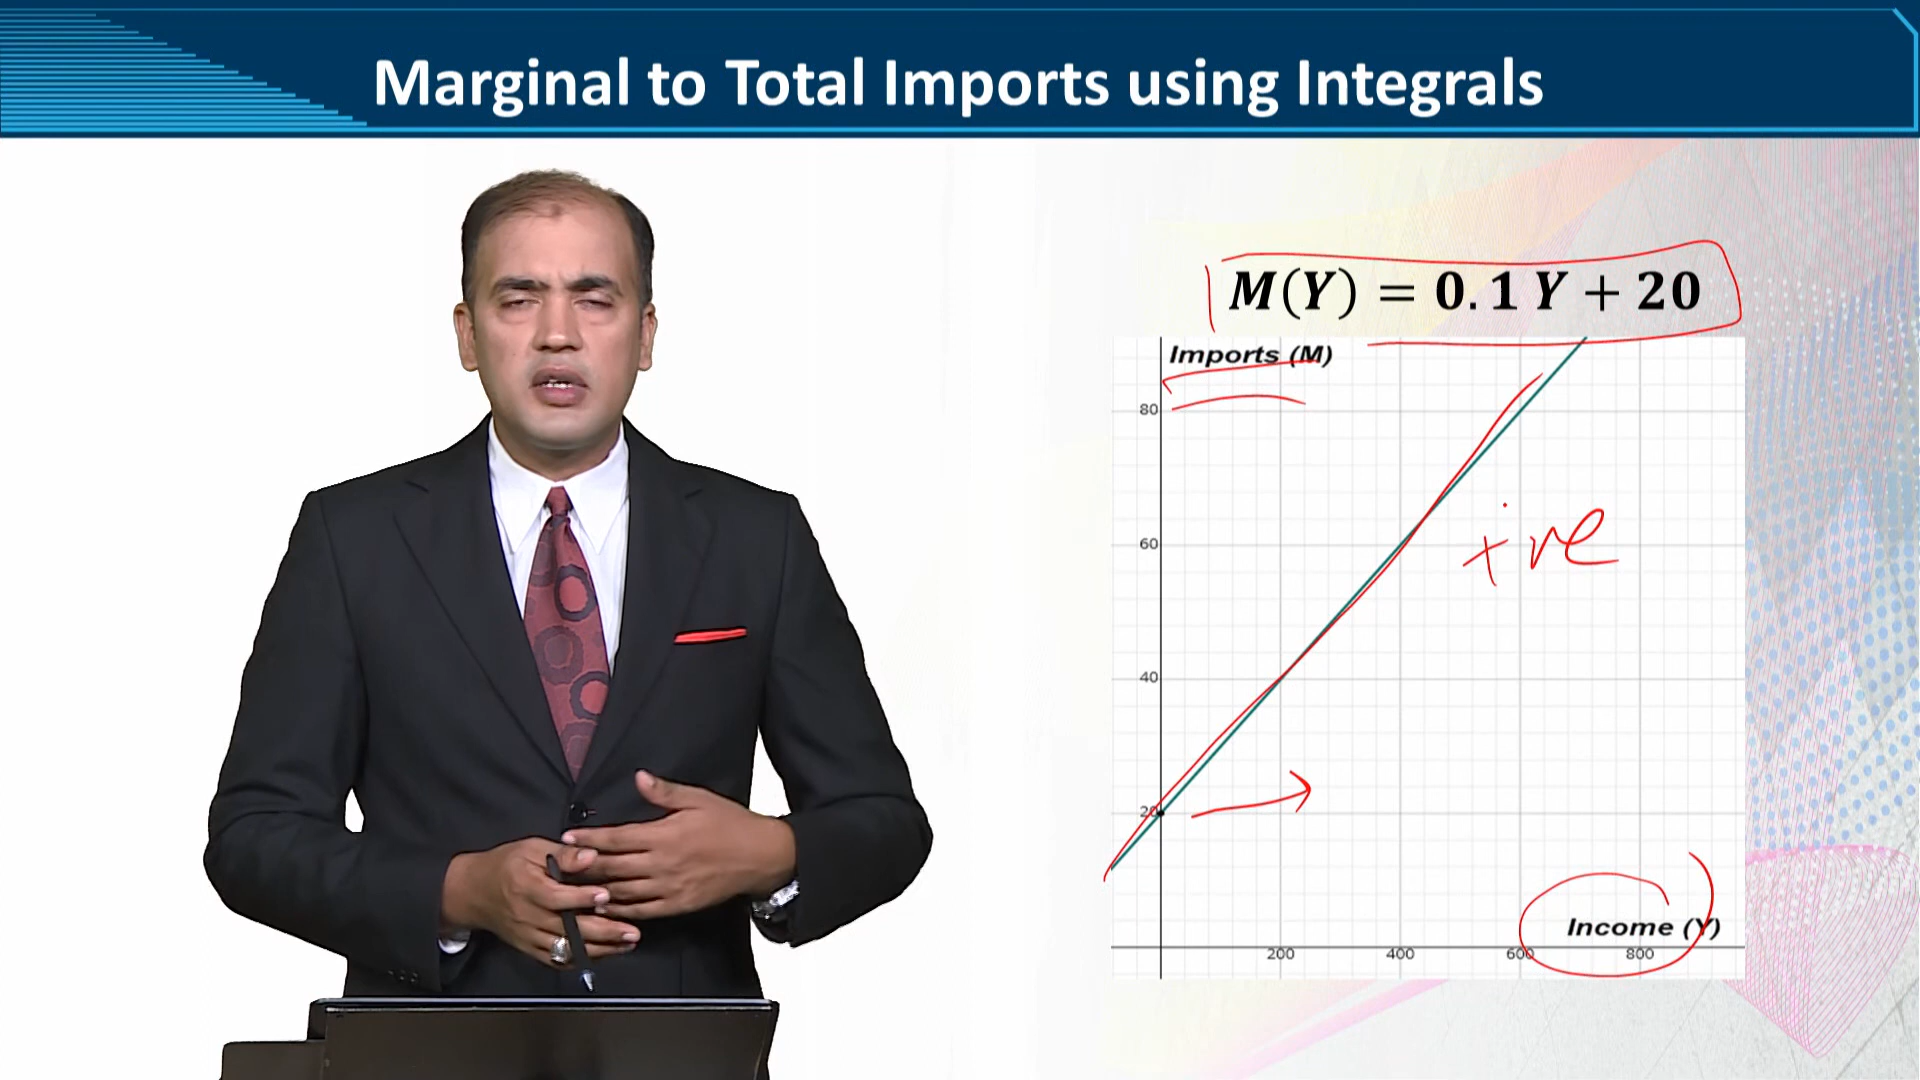 Marginal to Total Imports using Integrals
M(Y) = 0.1 Y + 20
Imports (M)
80
60
+ive
40
20
Income (Y)
200 400 600 800